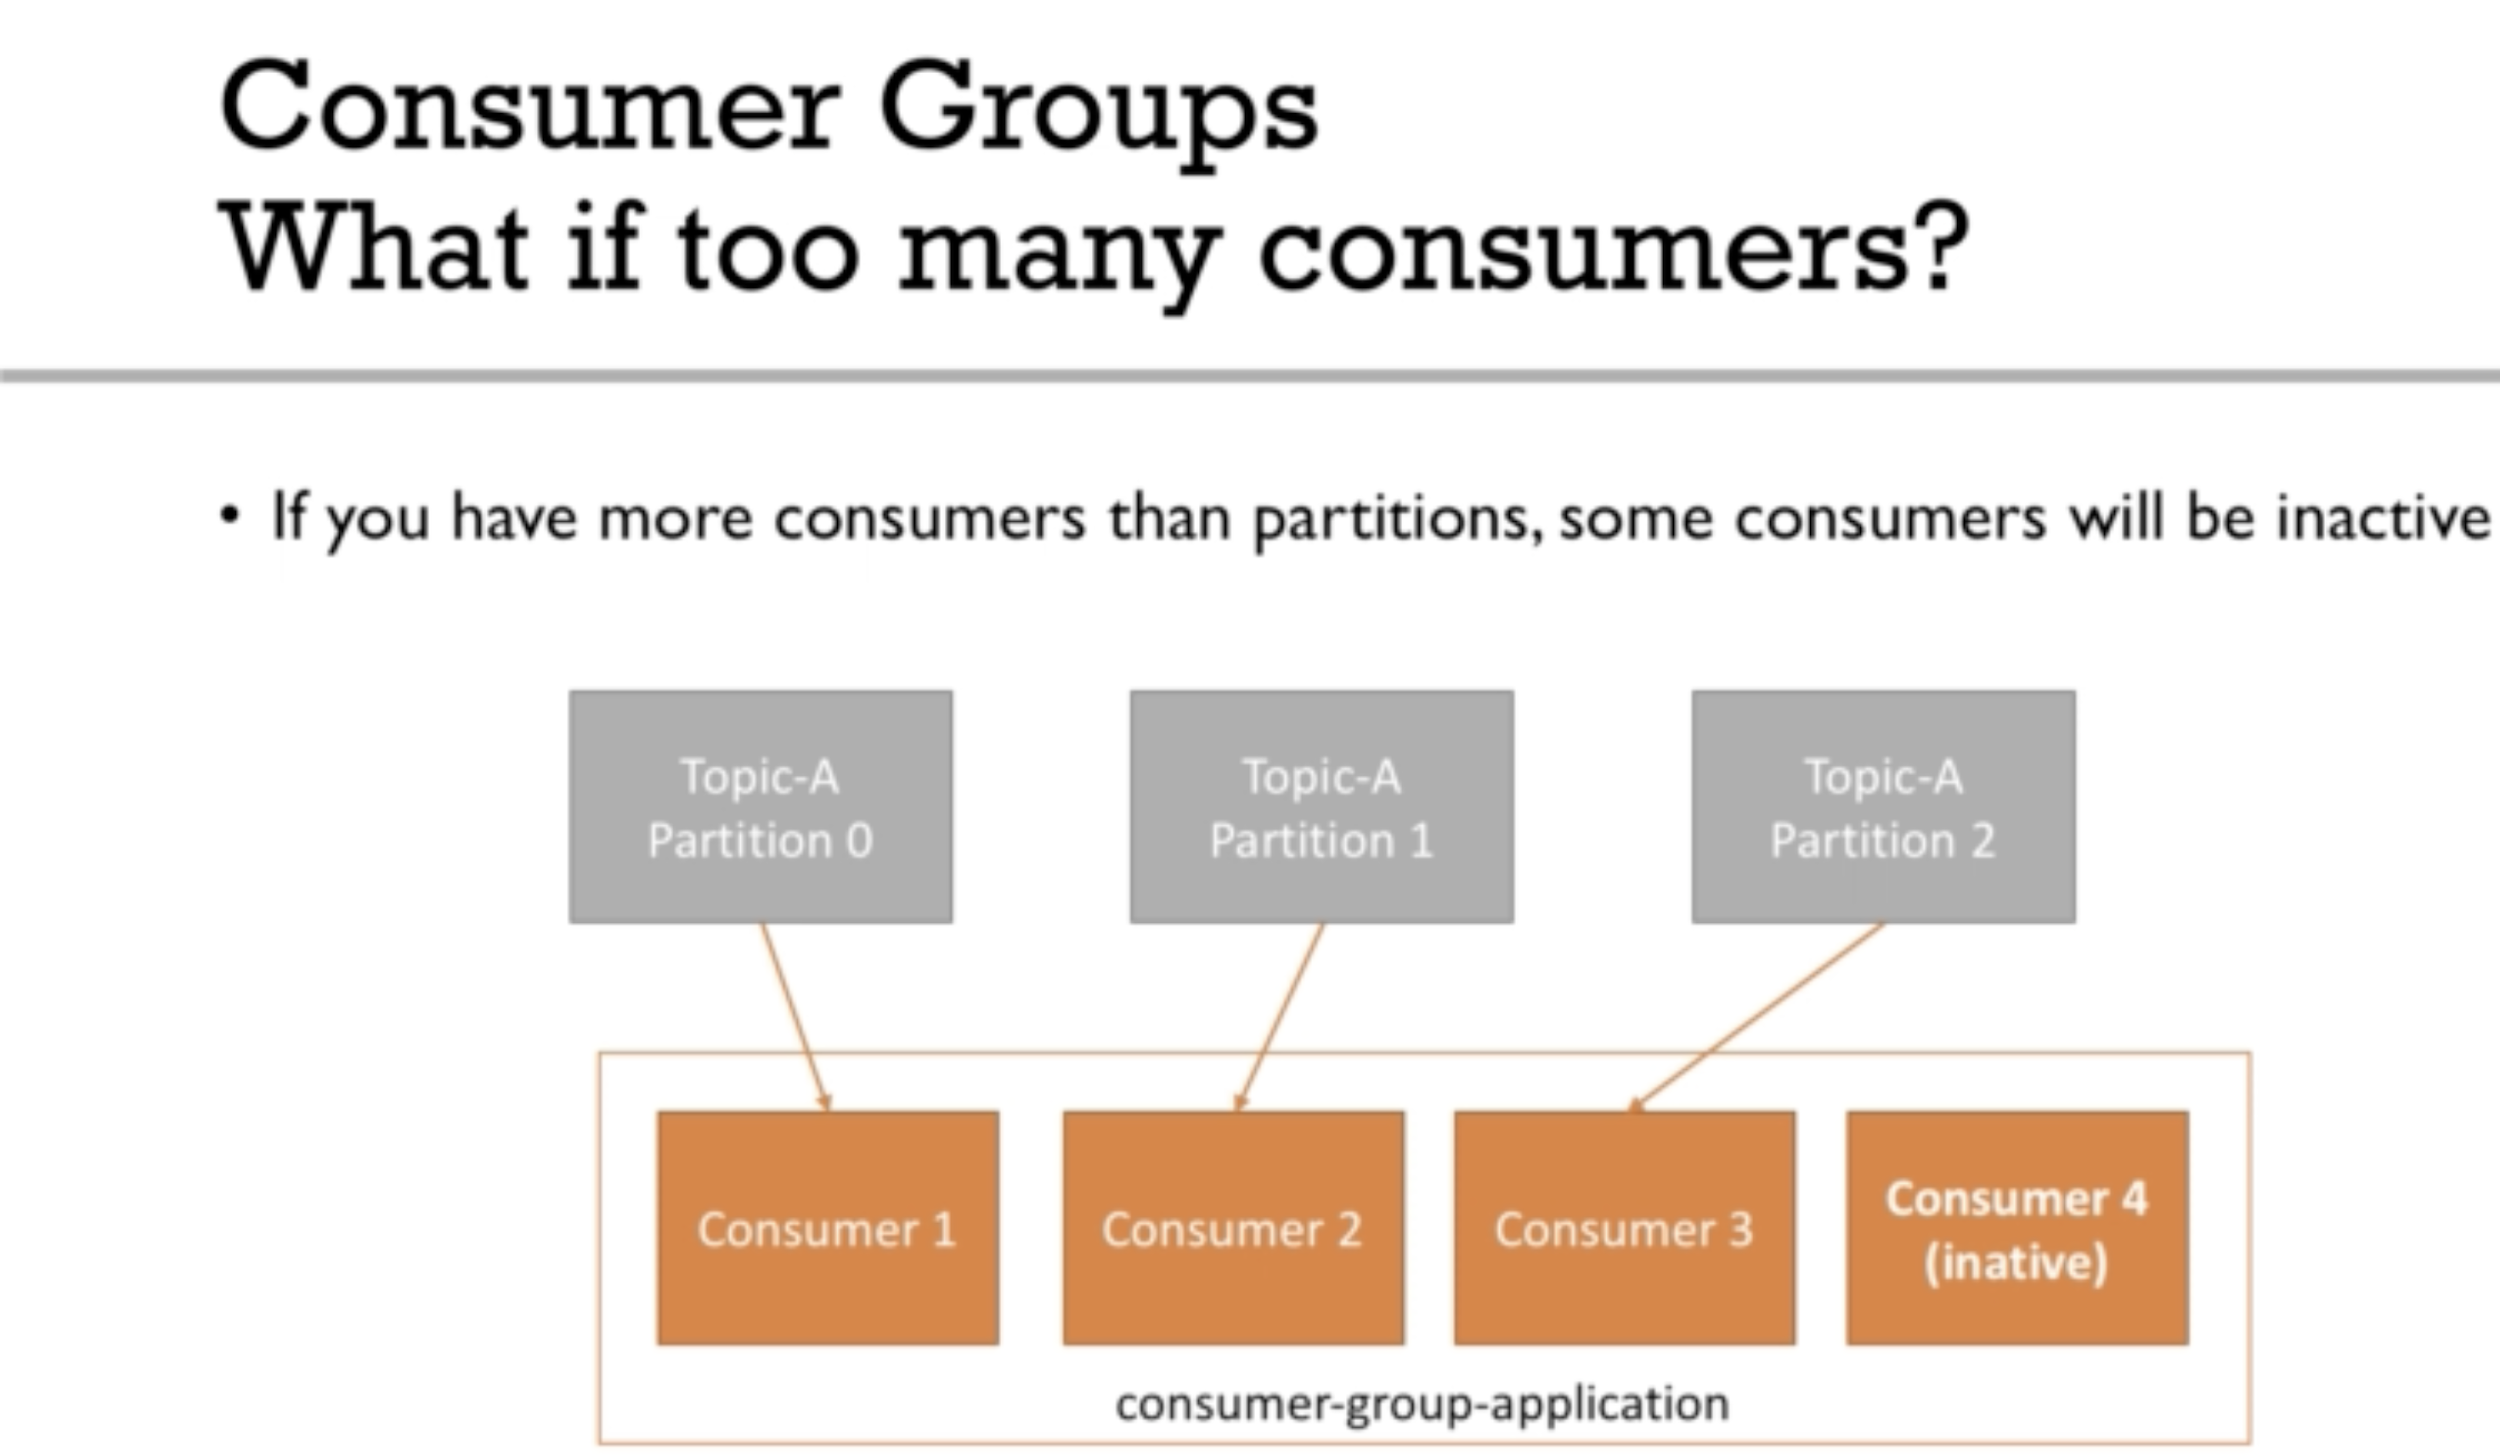 Consumer Groups
What if too many consumers?
• If you have more consumers than partitions, some consumers will be inactive
Topic-A
Partition 0
Topic-A
Partition 1
Topic-A
Partition 2
Consumer 1
Consumer 2
Consumer 3
Consumer 4
(inative)
consumer-group-application